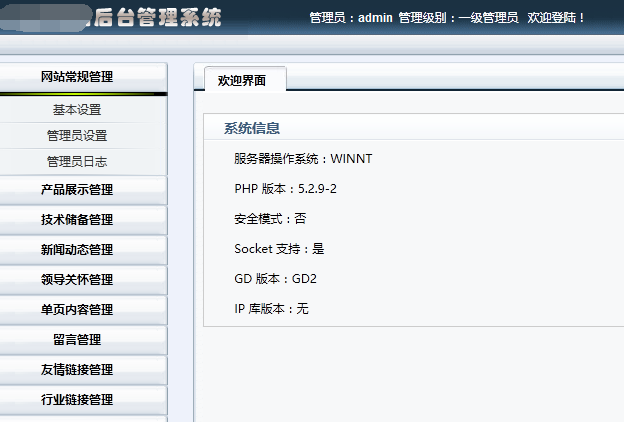 后台管理系统
管理员：admin 管理级别：一级管理员 欢迎登陆！
网站常规管理
基本设置
管理员设置
管理员日志
产品展示管理
技术储备管理
新闻动态管理
领导关怀管理
单页内容管理
留言管理
友情链接管理
行业链接管理
欢迎界面
系统信息
服务器操作系统：WINNT
PHP 版本：5.2.9-2
安全模式：否
Socket 支持：是
GD 版本：GD2
IP 库版本：无